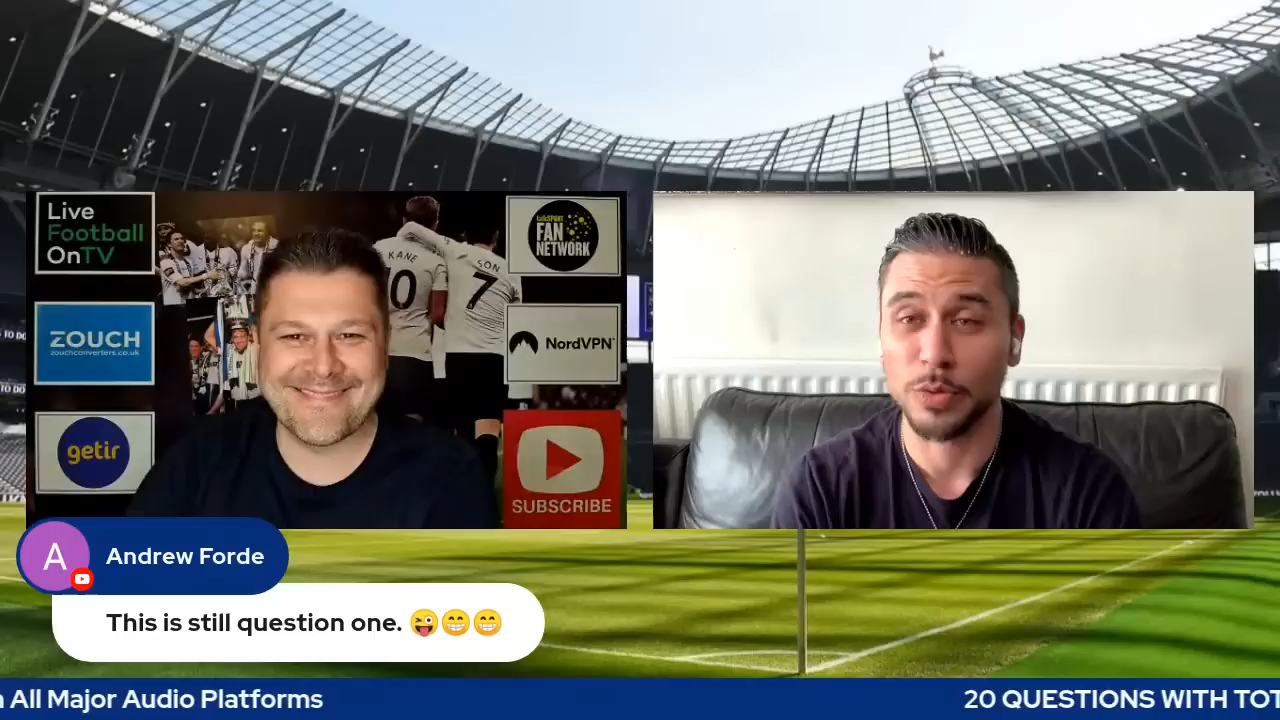 Live
Football
OnTV
KANE
10
SON
7
talkSPORT
FAN
NETWORK
ZOUCH
zouchconverters.co.uk
NordVPN
getir
SUBSCRIBE
A
Andrew Forde
This is still question one. 😜😁😁
All Major Audio Platforms
20 QUESTIONS WITH TOT